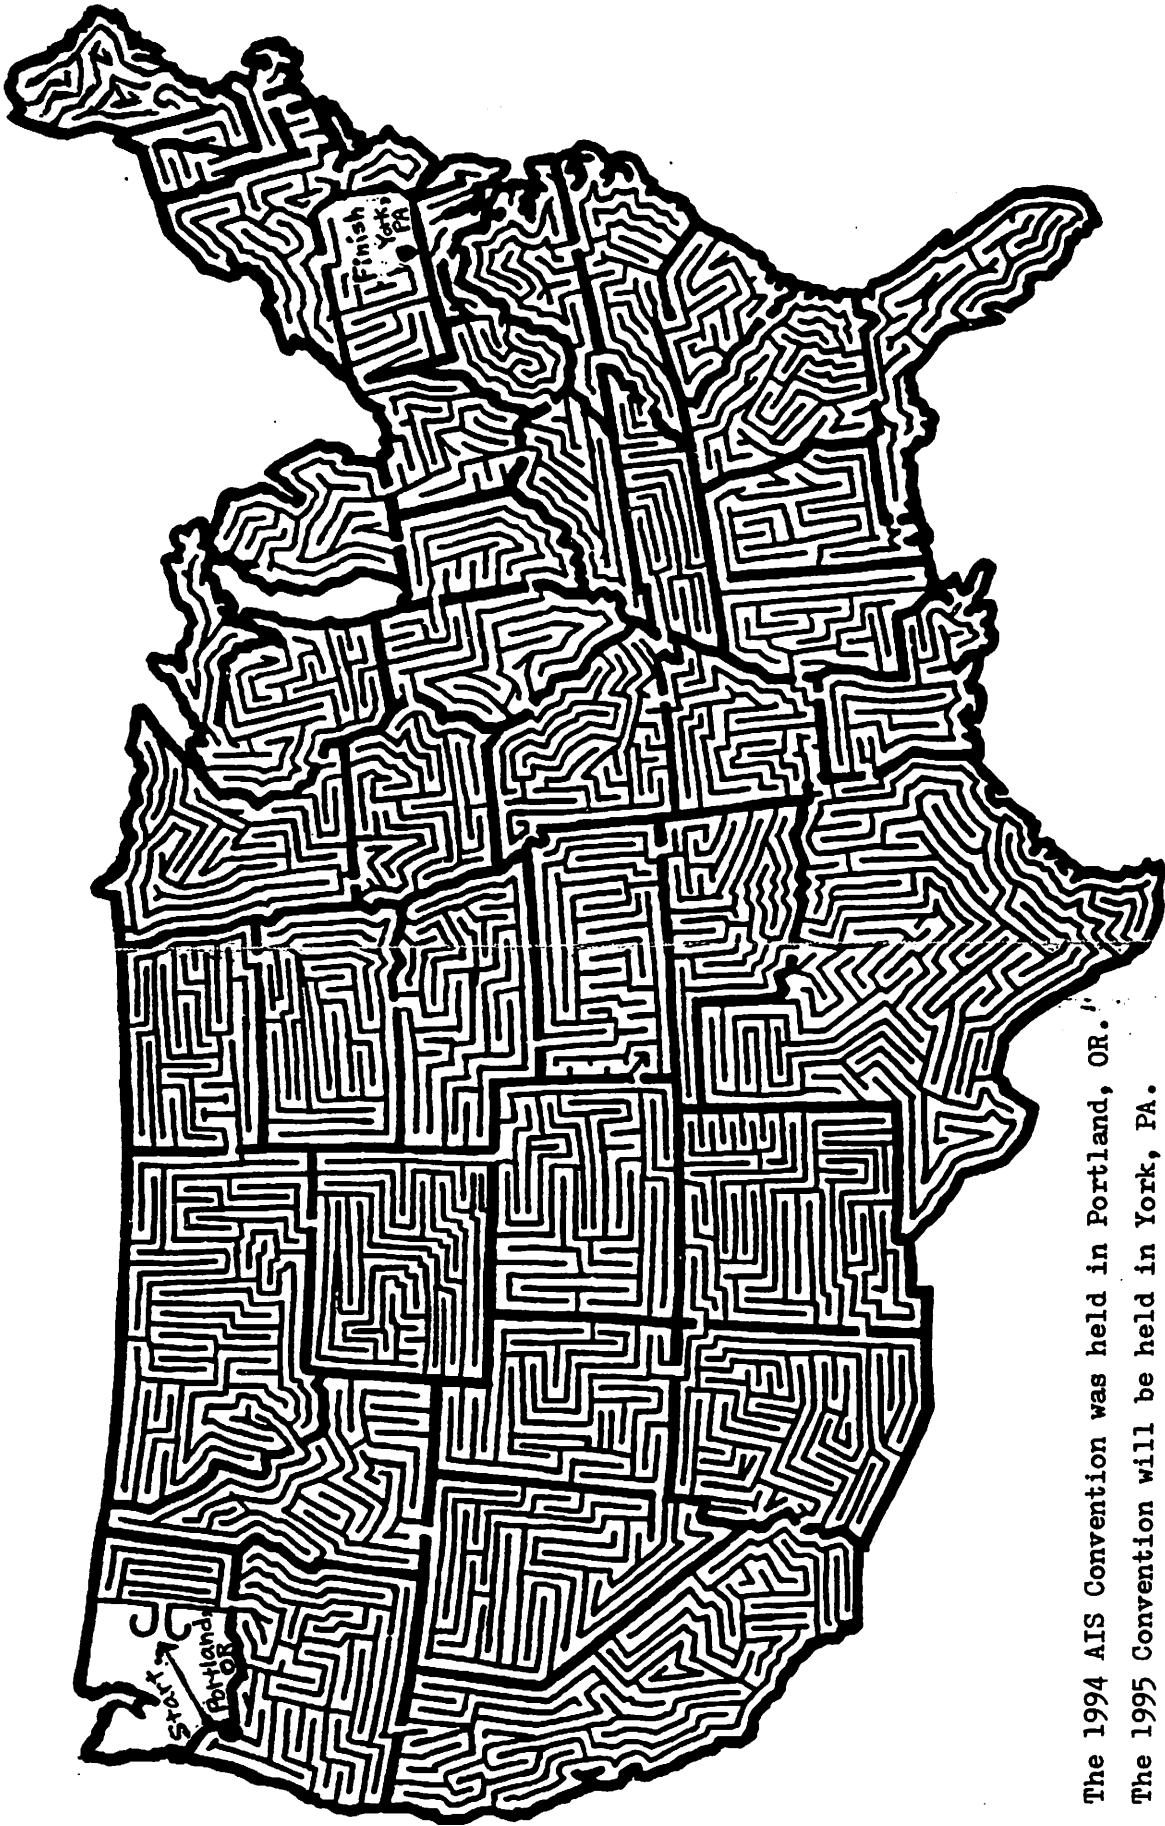 Start
Portland,
OR
Finish
York,
PA
The 1994 AIS Convention was held in Portland, OR.
The 1995 Convention will be held in York, PA.